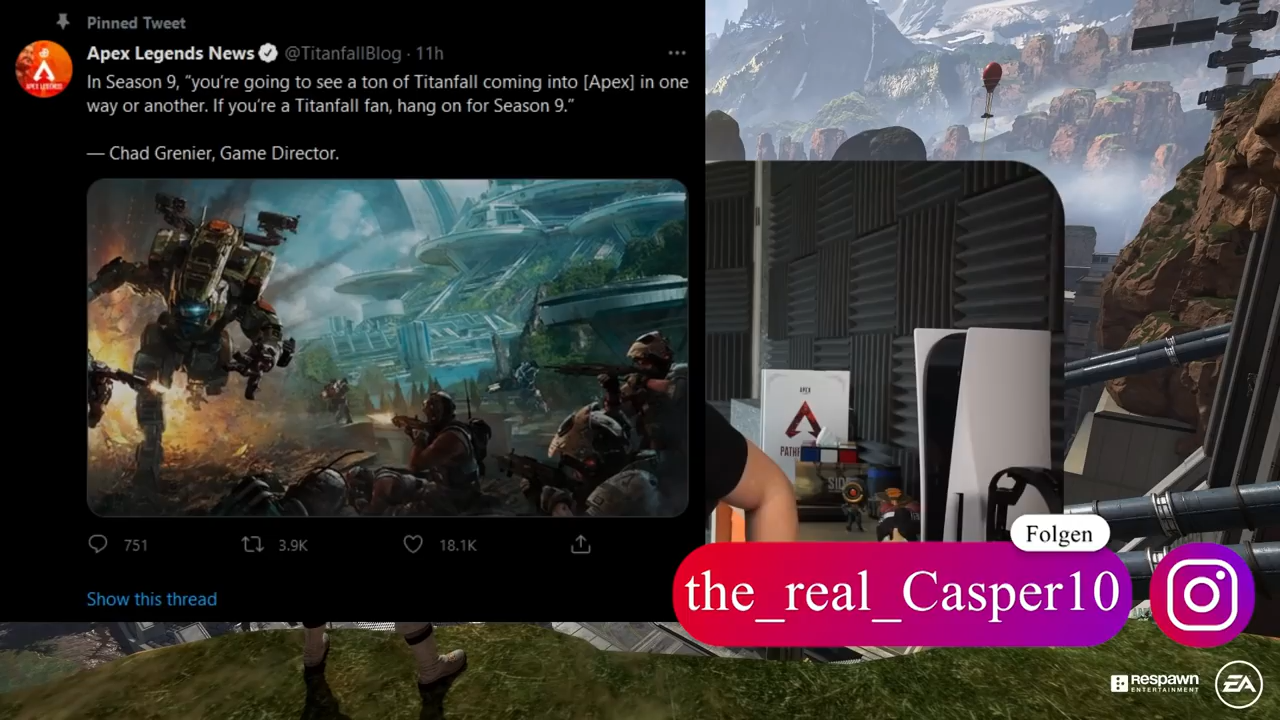 Pinned Tweet
Apex Legends News @TitanfallBlog · 11h
In Season 9, “you’re going to see a ton of Titanfall coming into [Apex] in one
way or another. If you’re a Titanfall fan, hang on for Season 9.”
— Chad Grenier, Game Director.
751 3.9K 18.1K
Show this thread
APEX
Folgen
the_real_Casper10
RESPAWN
ENTERTAINMENT
EA